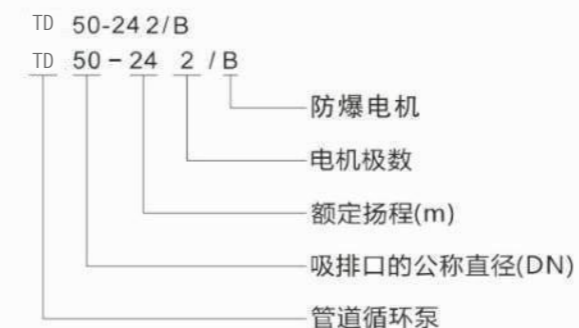 TD 50-24 2/B
TD 50-24 2 /B
防爆电机
电机极数
额定扬程(m)
吸排口的公称直径(DN)
管道循环泵